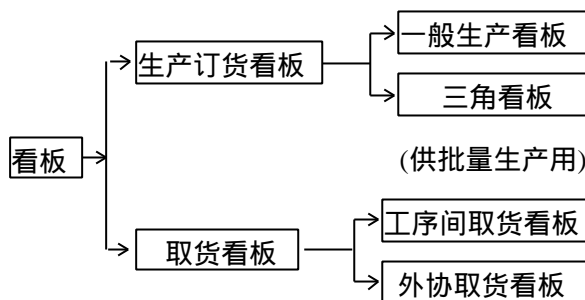 一般生产看板
生产订货看板
三角看板
看板
(供批量生产用)
工序间取货看板
取货看板
外协取货看板